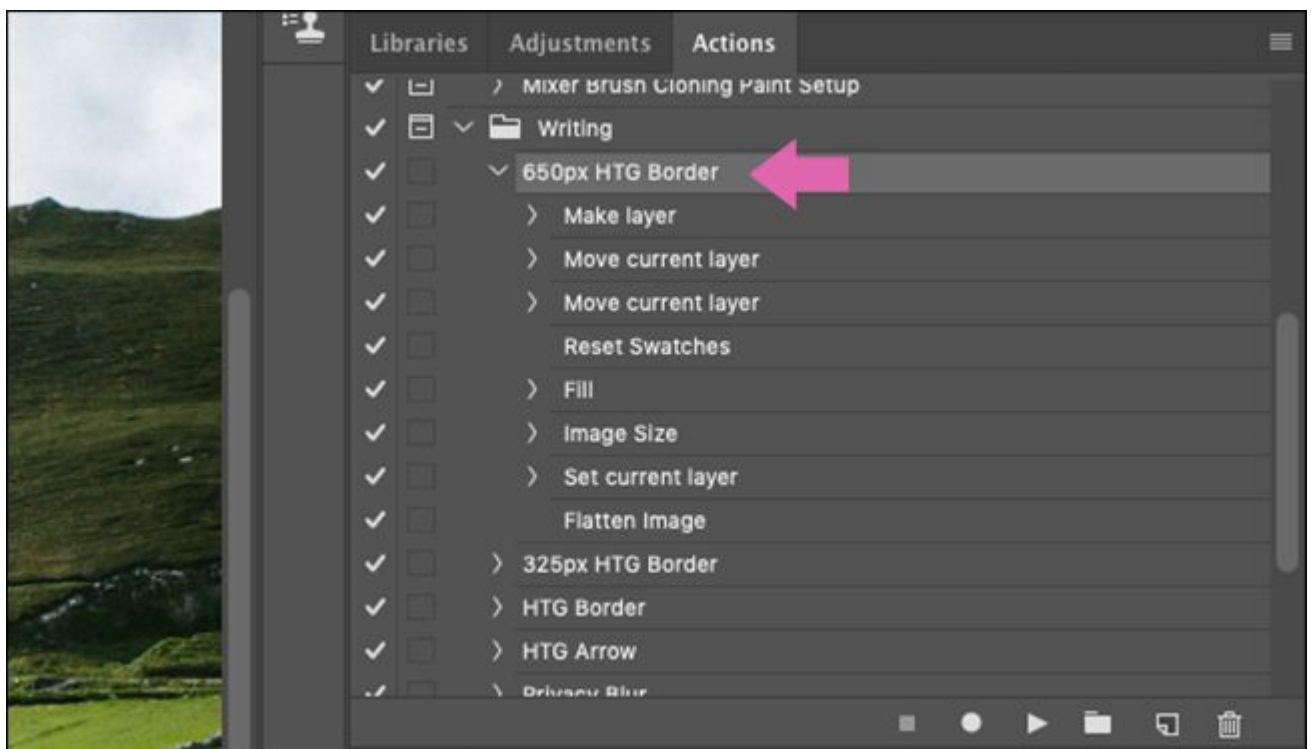 Libraries Adjustments Actions
Mixer Brush Cloning Paint Setup
Writing
650px HTG Border
Make layer
Move current layer
Move current layer
Reset Swatches
Fill
Image Size
Set current layer
Flatten Image
325px HTG Border
HTG Border
HTG Arrow
Privacy Blur